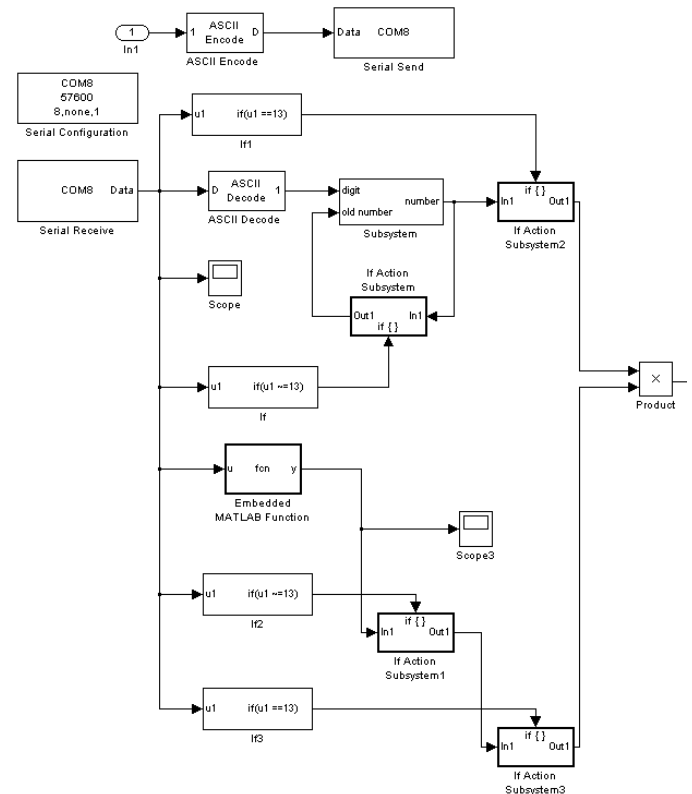 1
In1
1 ASCII Encode D
ASCII Encode
Data COM8
Serial Send
COM8
57600
8,none,1
Serial Configuration
u1 if(u1 ==13)
If1
COM8 Data
Serial Receive
D ASCII Decode 1
ASCII Decode
digit
old number
number
Subsystem
if { }
In1 Out1
If Action
Subsystem2
Scope
If Action
Subsystem
Out1 In1
if { }
u1 if(u1 ~=13)
If
×
Product
u fcn y
Embedded
MATLAB Function
Scope3
u1 if(u1 ~=13)
If2
if { }
In1 Out1
If Action
Subsystem1
u1 if(u1 ==13)
If3
if { }
In1 Out1
If Action
Subsystem3